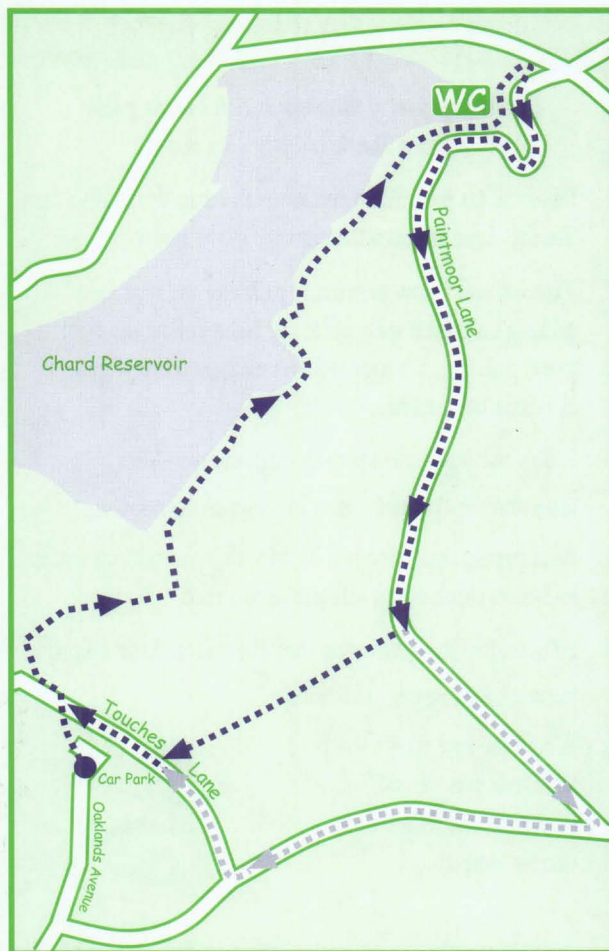 WC
Paintmoor Lane
Chard Reservoir
Touches Lane
Car Park
Oaklands Avenue